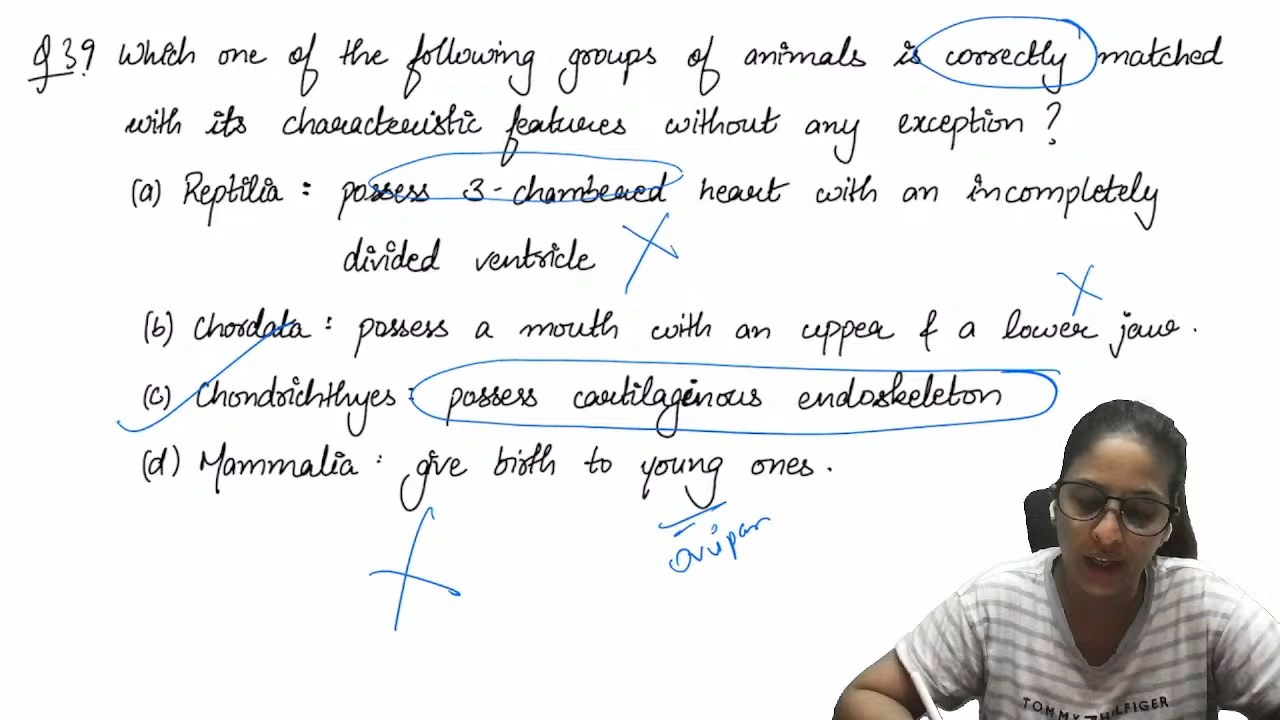 Q 39 Which one of the following groups of animals is correctly matched
with its characteristic features without any exception ?
(a) Reptilia : possess 3-chambered heart with an incompletely
divided ventricle
(b) Chordata : possess a mouth with an upper & a lower jaw.
(c) Chondrichthyes : possess cartilaginous endoskeleton
(d) Mammalia : give birth to young ones.
ovipar
TOMMY HILFIGER